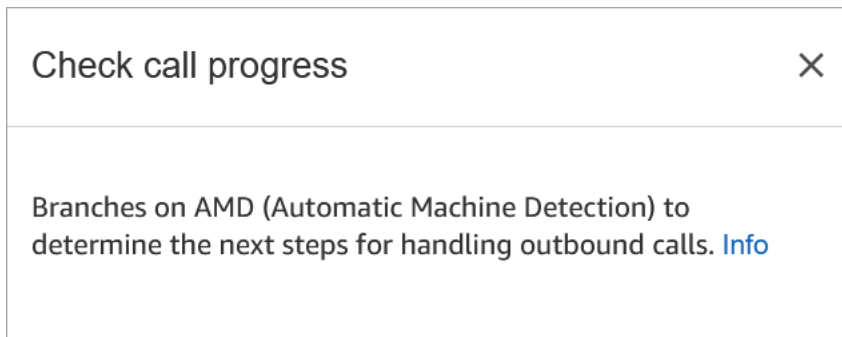 Check call progress
Branches on AMD (Automatic Machine Detection) to
determine the next steps for handling outbound calls. Info